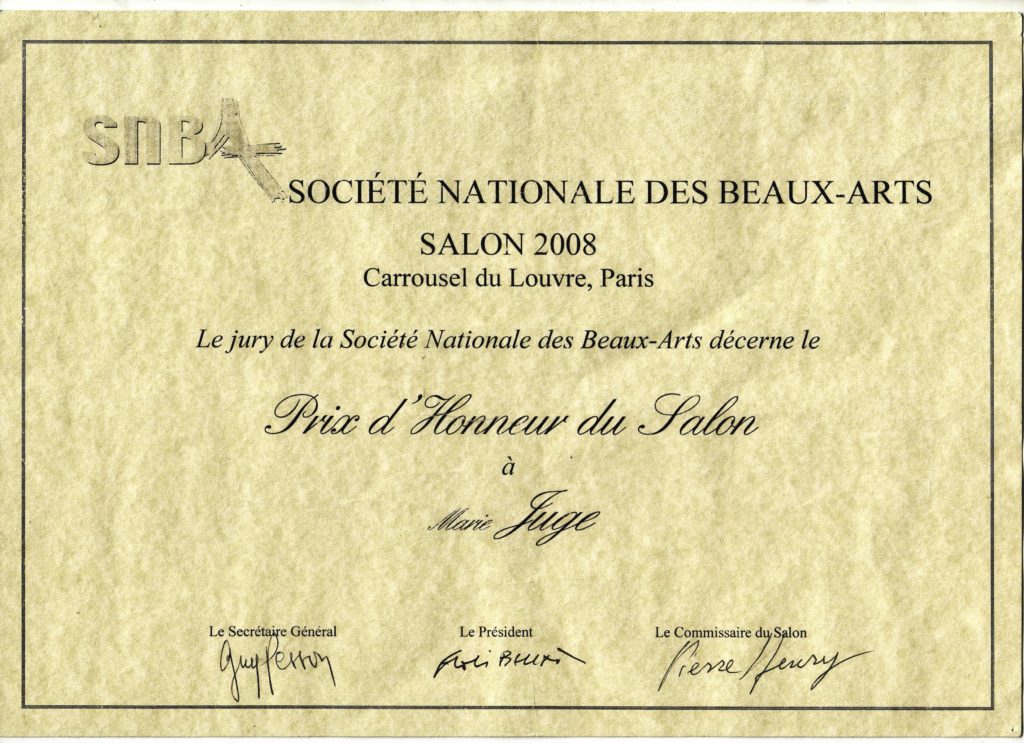 SNBA
SOCIÉTÉ NATIONALE DES BEAUX-ARTS
SALON 2008
Carrousel du Louvre, Paris
Le jury de la Société Nationale des Beaux-Arts décerne le
Prix d'Honneur du Salon
à
Marie Juge
Le Secrétaire Général Le Président Le Commissaire du Salon
Pierre Henry